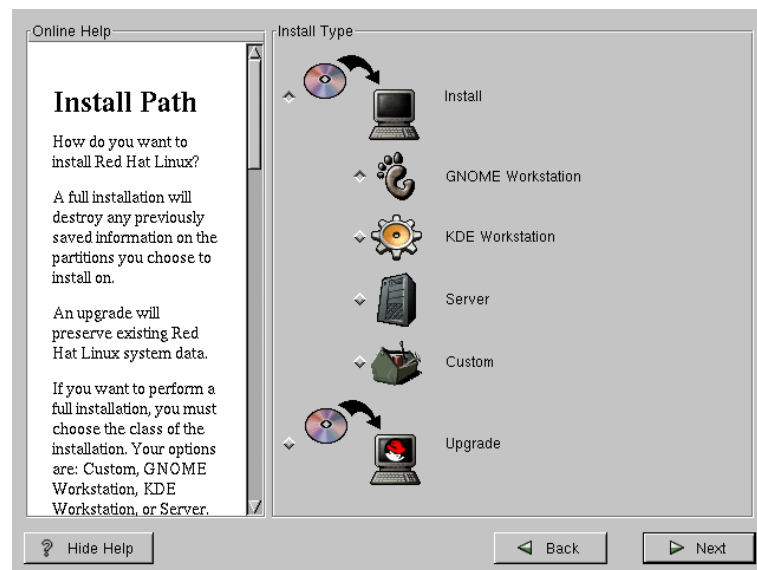 Online Help
Install Path
How do you want to
install Red Hat Linux?
A full installation will
destroy any previously
saved information on the
partitions you choose to
install on.
An upgrade will
preserve existing Red
Hat Linux system data.
If you want to perform a
full installation, you must
choose the class of the
installation. Your options
are: Custom, GNOME
Workstation, KDE
Workstation, or Server.
Install Type
Install
GNOME Workstation
KDE Workstation
Server
Custom
Upgrade
? Hide Help
Back
Next